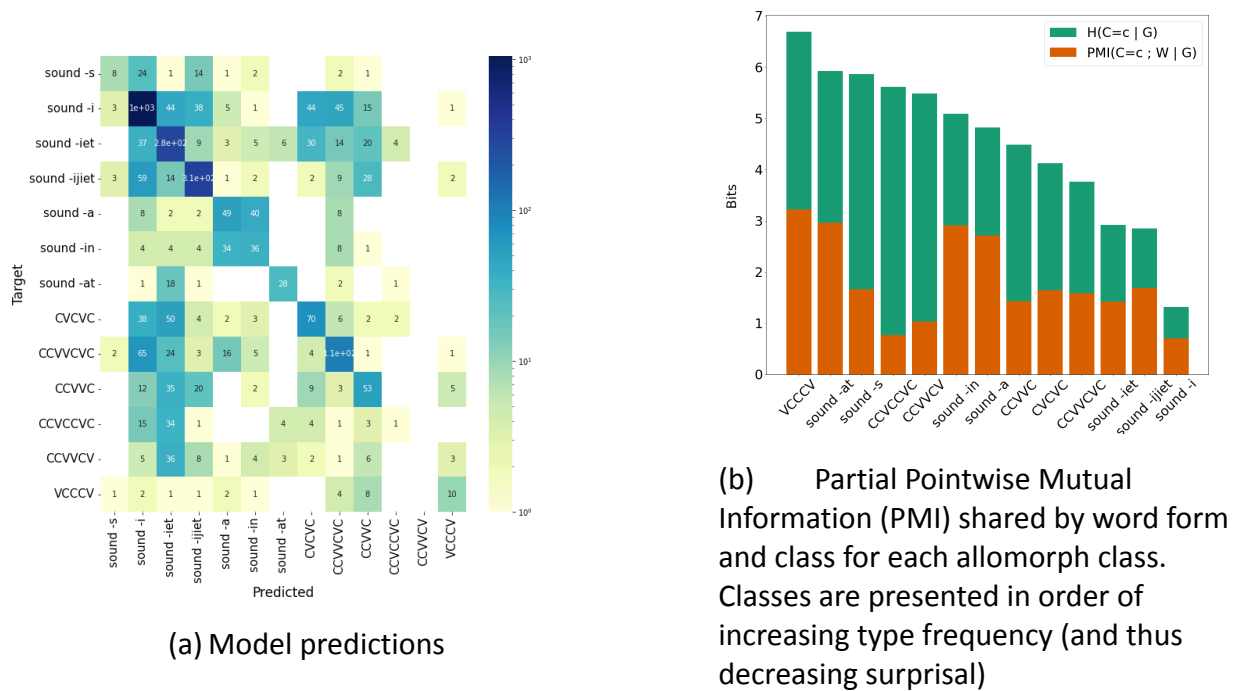 sound -s
sound -i
sound -iet
sound -ijiet
sound -a
sound -in
sound -at
CVCVC
CCVVCVC
CCVVC
CCVCCVC
CCVVCV
VCCCV
Target
8 24 1 14 1 2 2 1
3 1e+03 44 38 5 1 44 45 15 1
37 2.8e+02 9 3 5 6 30 14 20 4
3 59 14 3.1e+02 1 2 2 9 28 2
8 2 2 49 40 8
4 4 4 34 36 8 1
1 18 1 28 2 1
38 50 4 2 3 70 6 2 2
2 65 24 3 16 5 4 1.1e+02 1 1
12 35 20 2 9 3 53 5
15 34 1 4 4 1 3 1
5 36 8 1 4 3 2 1 6 3
1 2 1 1 2 1 4 8 10
sound -s
sound -i
sound -iet
sound -ijiet
sound -a
sound -in
sound -at
CVCVC
CCVVCVC
CCVVC
CCVCCVC
CCVVCV
VCCCV
Predicted
10³
10²
10¹
10⁰
(a) Model predictions
7
6
5
4
3
2
1
0
Bits
H(C=c | G)
PMI(C=c ; W | G)
VCCCV
sound -at
sound -s
CCVCCVC
CCVVCV
sound -in
sound -a
CCVVC
CVCVC
CCVVCVC
sound -iet
sound -ijiet
sound -i
(b) Partial Pointwise Mutual
Information (PMI) shared by word form
and class for each allomorph class.
Classes are presented in order of
increasing type frequency (and thus
decreasing surprisal)